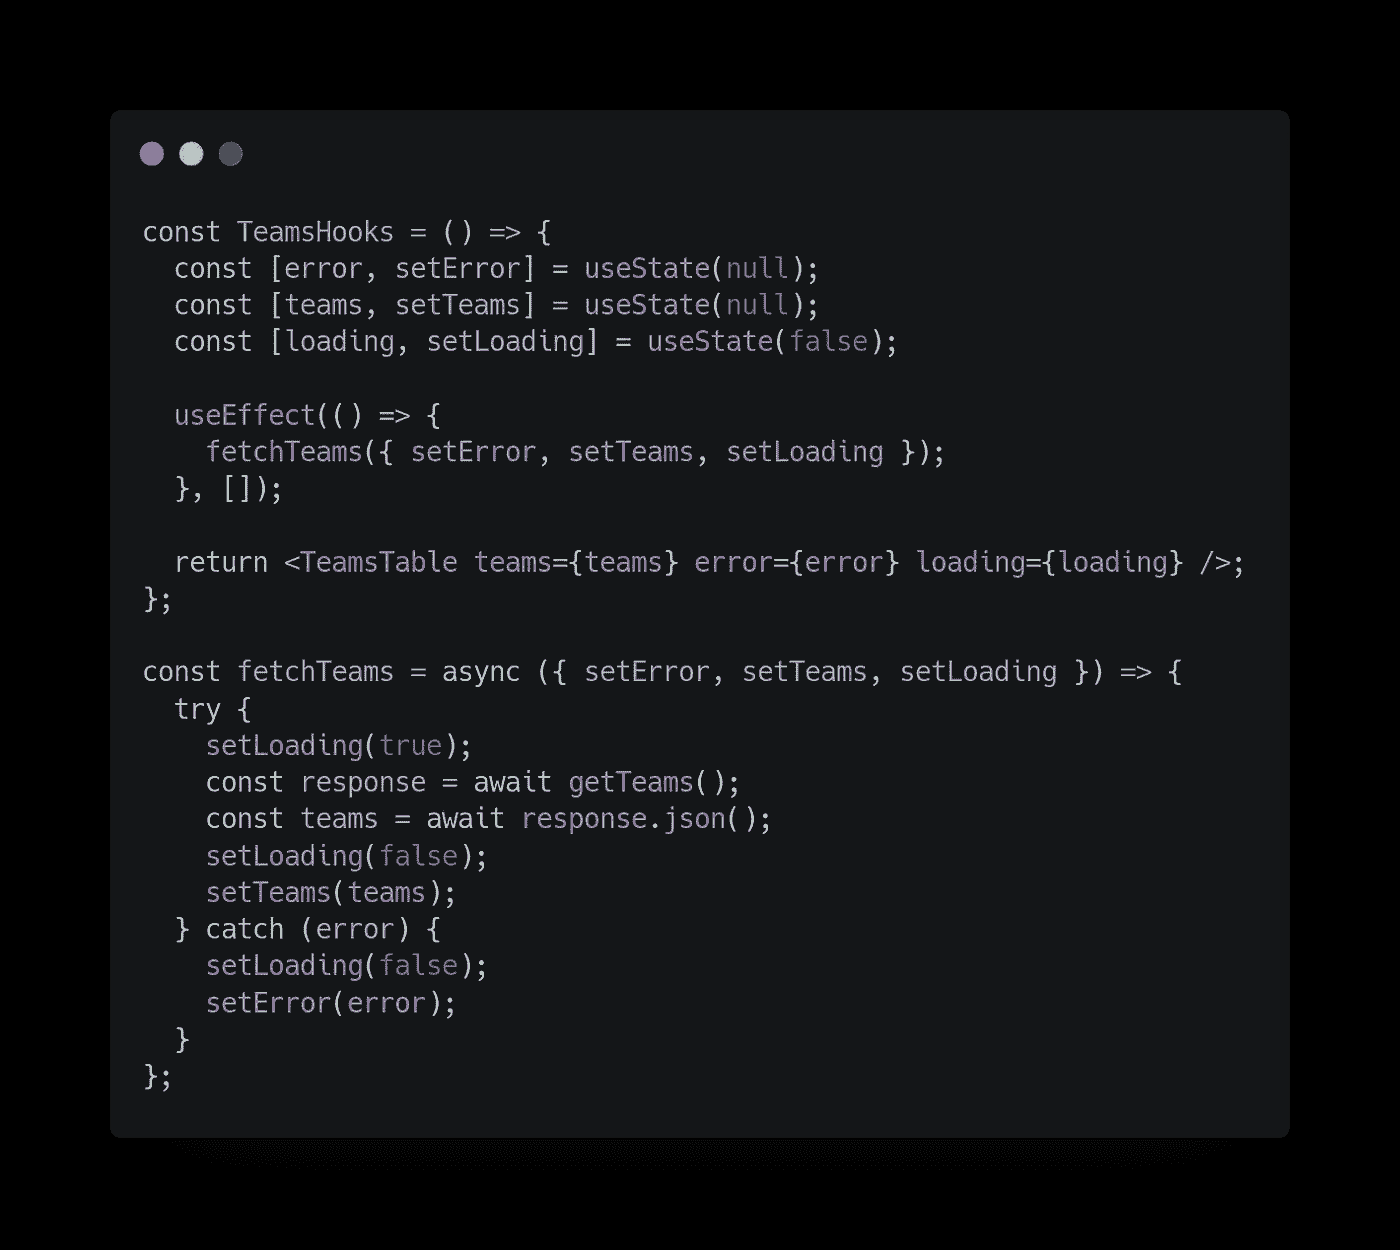 const TeamsHooks = () => {
  const [error, setError] = useState(null);
  const [teams, setTeams] = useState(null);
  const [loading, setLoading] = useState(false);

  useEffect(() => {
    fetchTeams({ setError, setTeams, setLoading });
  }, []);

  return <TeamsTable teams={teams} error={error} loading={loading} />;
};

const fetchTeams = async ({ setError, setTeams, setLoading }) => {
  try {
    setLoading(true);
    const response = await getTeams();
    const teams = await response.json();
    setLoading(false);
    setTeams(teams);
  } catch (error) {
    setLoading(false);
    setError(error);
  }
};